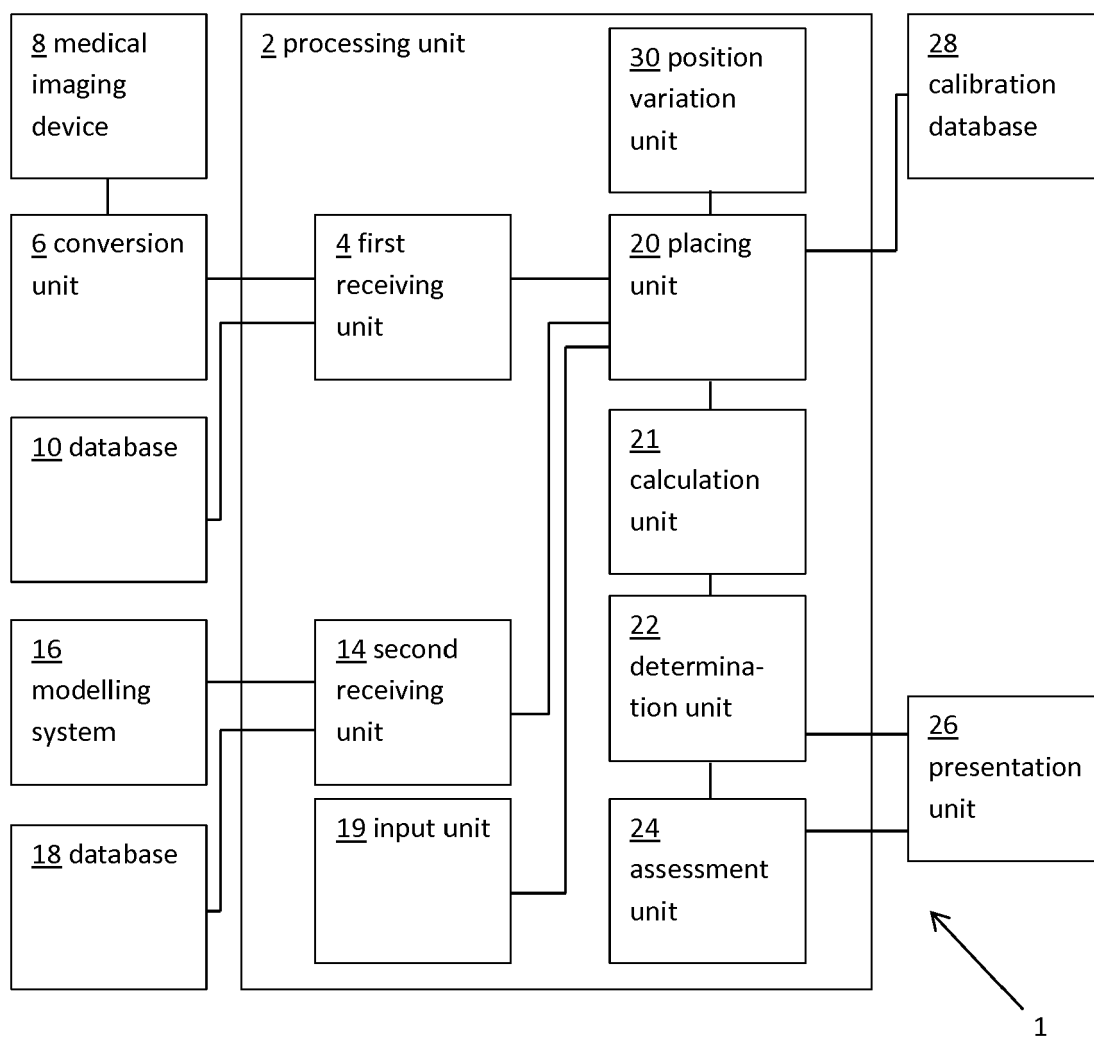 8 medical
imaging
device
2 processing unit
30 position
variation
unit
28
calibration
database
6 conversion
unit
4 first
receiving
unit
20 placing
unit
10 database
21
calculation
unit
16
modelling
system
14 second
receiving
unit
22
determina-
tion unit
26
presentation
unit
18 database
19 input unit
24
assessment
unit
1